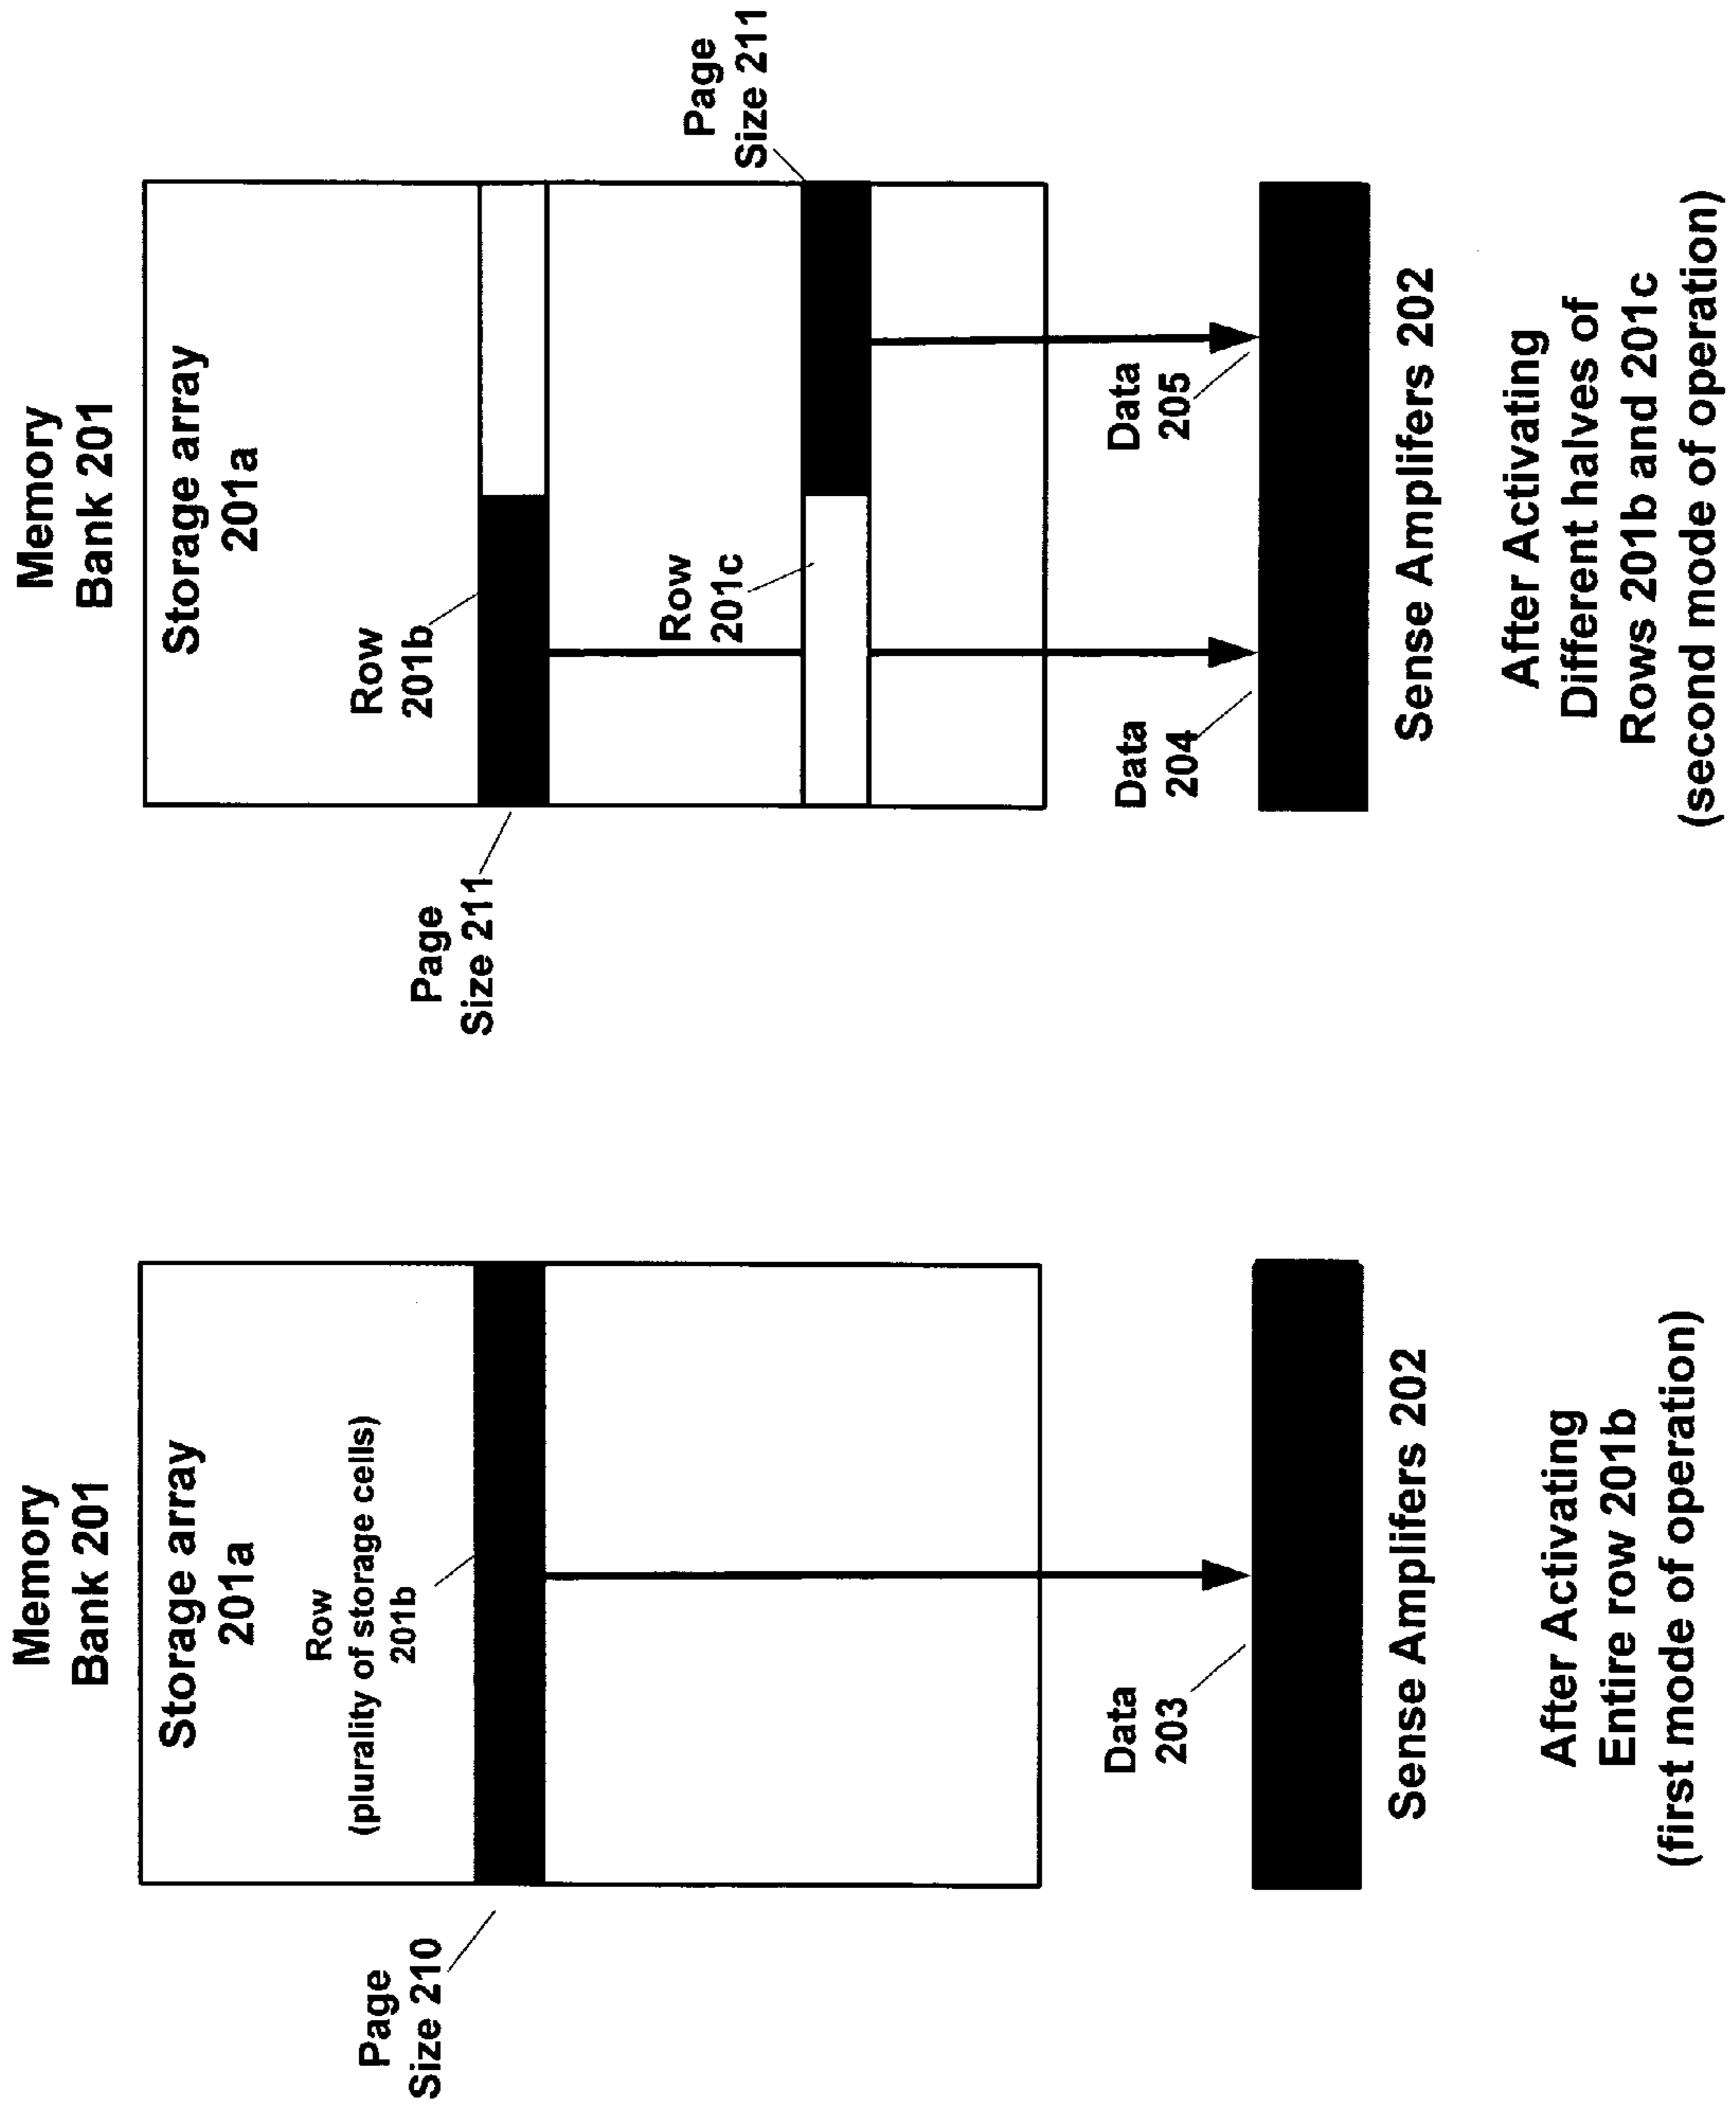 Memory
Bank 201
Storage array
201a
Row
(plurality of storage cells)
201b
Page
Size 210
Data
203
Sense Amplifers 202
After Activating
Entire row 201b
(first mode of operation)
Memory
Bank 201
Storage array
201a
Row
201b
Page
Size 211
Row
201c
Page
Size 211
Data
204
Data
205
Sense Amplifers 202
After Activating
Different halves of
Rows 201b and 201c
(second mode of operation)